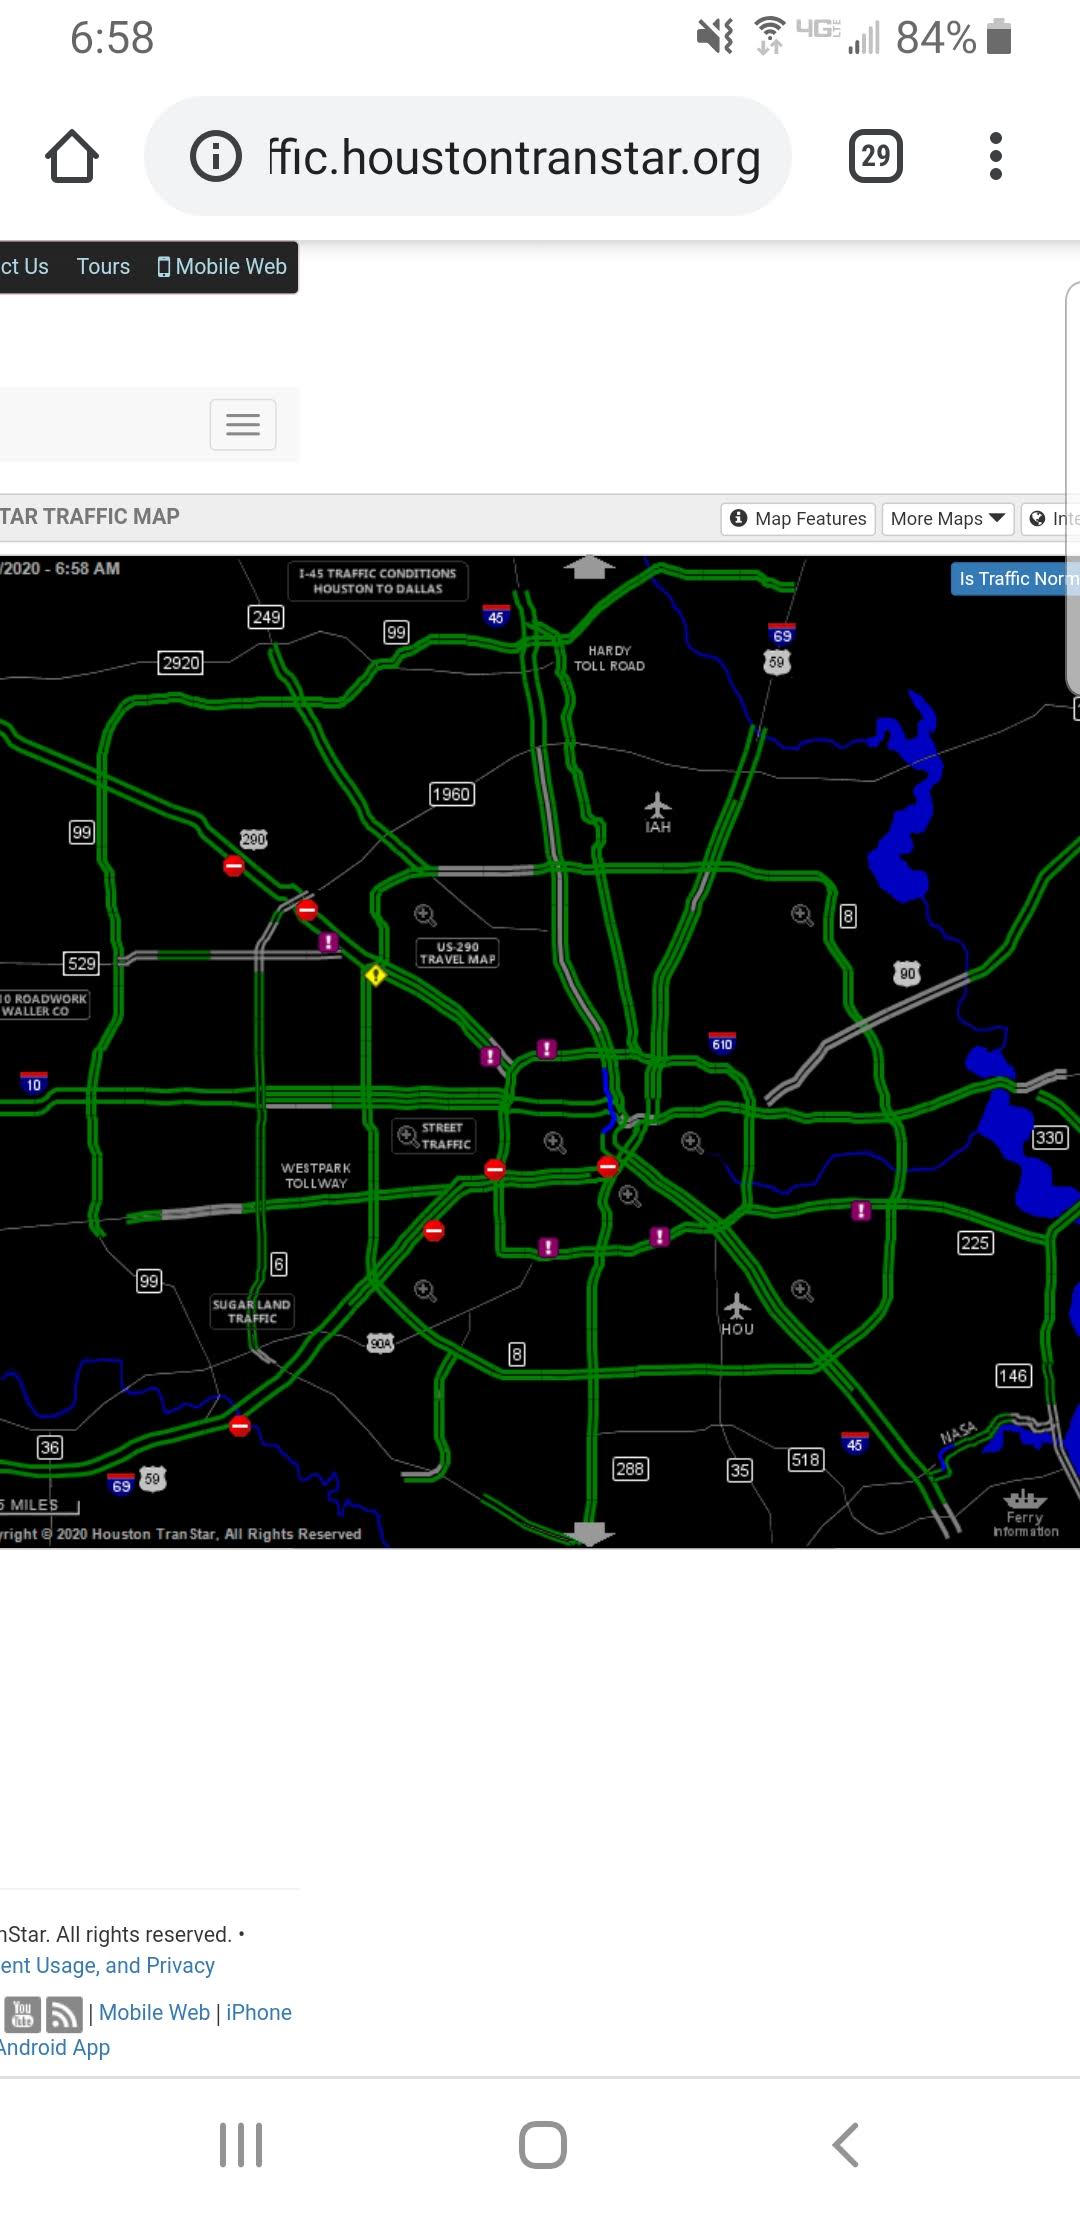 6:58
4G LTE 84%
ffic.houstontranstar.org
29
ct Us Tours Mobile Web
TAR TRAFFIC MAP
Map Features More Maps Inte
/2020 - 6:58 AM
I-45 TRAFFIC CONDITIONS
HOUSTON TO DALLAS
Is Traffic Norm
249
45
99
69
2920
HARDY
TOLL ROAD
59
1960
IAH
99
290
8
US-290
TRAVEL MAP
529
90
0 ROADWORK
WALLER CO
610
10
STREET
TRAFFIC
330
WESTPARK
TOLLWAY
225
6
99
SUGAR LAND
TRAFFIC
HOU
90A
8
146
NASA
36
45
518
288
35
69
59
5 MILES
Ferry
Information
yright © 2020 Houston TranStar, All Rights Reserved
nStar. All rights reserved. •
ent Usage, and Privacy
You
Tube
| Mobile Web | iPhone
Android App